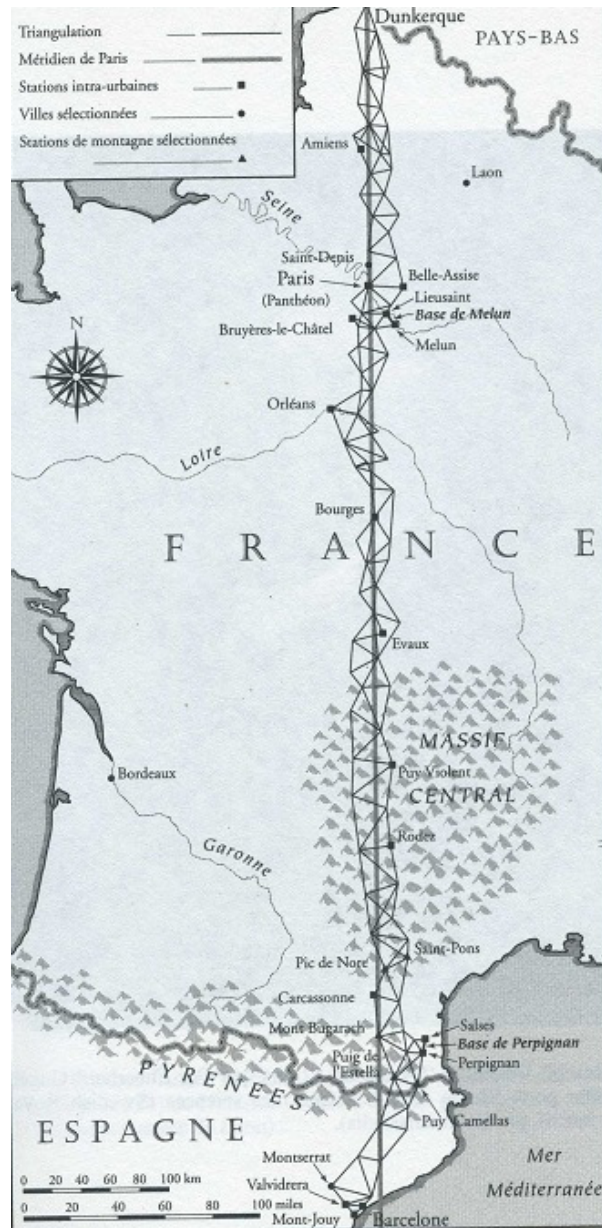 Triangulation
Méridien de Paris
Stations intra-urbaines
Villes sélectionnées
Stations de montagne sélectionnées
Dunkerque
PAYS-BAS
Amiens
Laon
Seine
Saint-Denis
Paris
(Panthéon)
Belle-Assise
Lieusaint
Base de Melun
Bruyères-le-Châtel
Melun
N
Orléans
Loire
Bourges
FRANCE
Evaux
MASSIF
CENTRAL
Puy Violent
Bordeaux
Rodez
Garonne
Saint-Pons
Pic de Nore
Carcassonne
Mont Bugarach
Salses
Base de Perpignan
Perpignan
Puig de
l'Estella
PYRÉNÉES
Puy Camellas
ESPAGNE
Montserrat
Mer
Méditerranée
0 20 40 60 80 100 km
Valvidrera
0 20 40 60 100 miles
Mont-Jouy
Barcelone